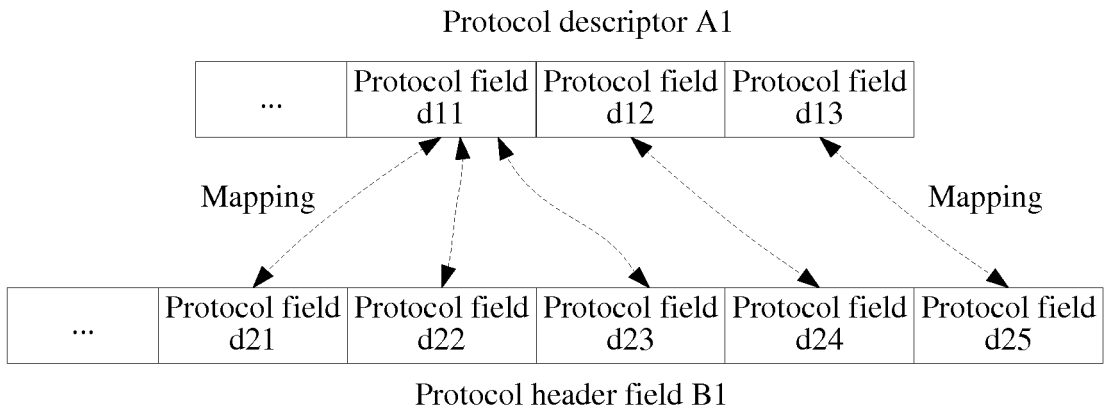 Protocol descriptor A1
...
Protocol field
d11
Protocol field
d12
Protocol field
d13
Mapping
Mapping
...
Protocol field
d21
Protocol field
d22
Protocol field
d23
Protocol field
d24
Protocol field
d25
Protocol header field B1